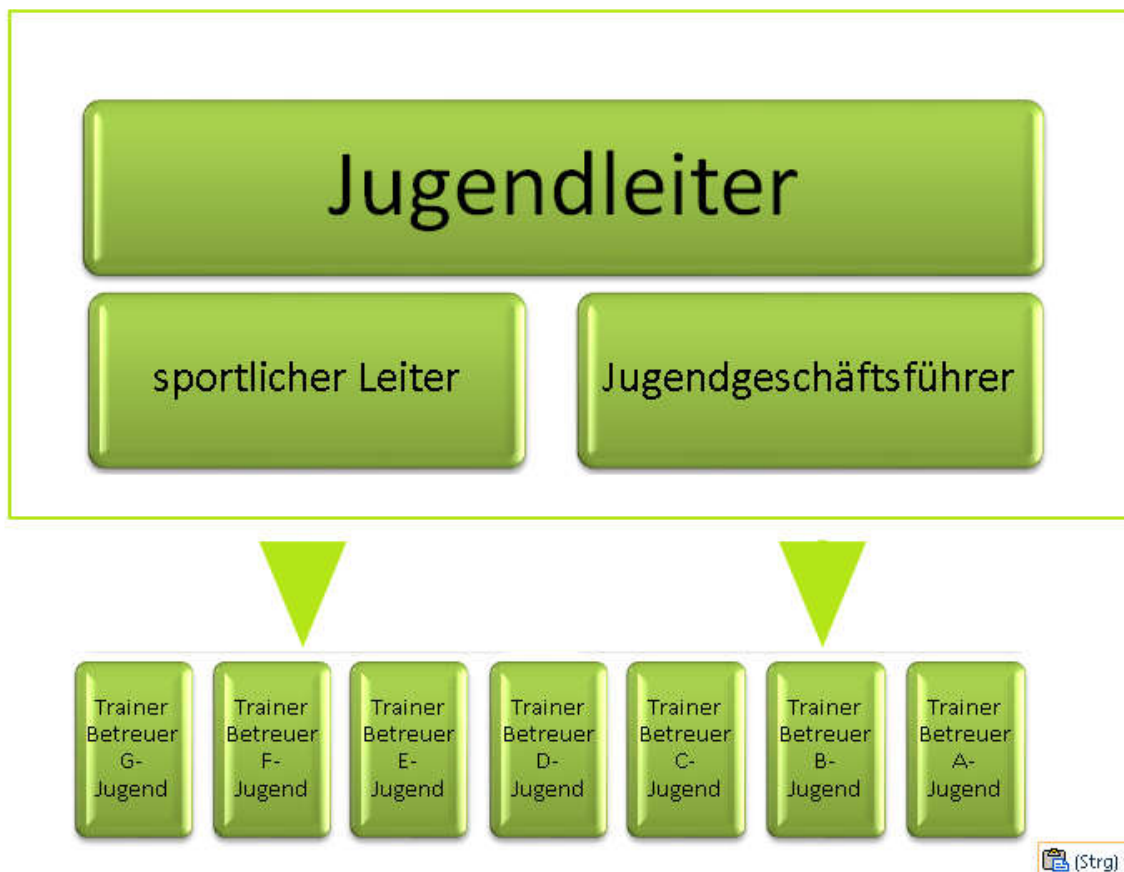 Jugendleiter
sportlicher Leiter
Jugendgeschäftsführer
Trainer
Betreuer
G-
Jugend
Trainer
Betreuer
F-
Jugend
Trainer
Betreuer
E-
Jugend
Trainer
Betreuer
D-
Jugend
Trainer
Betreuer
C-
Jugend
Trainer
Betreuer
B-
Jugend
Trainer
Betreuer
A-
Jugend
(Strg)